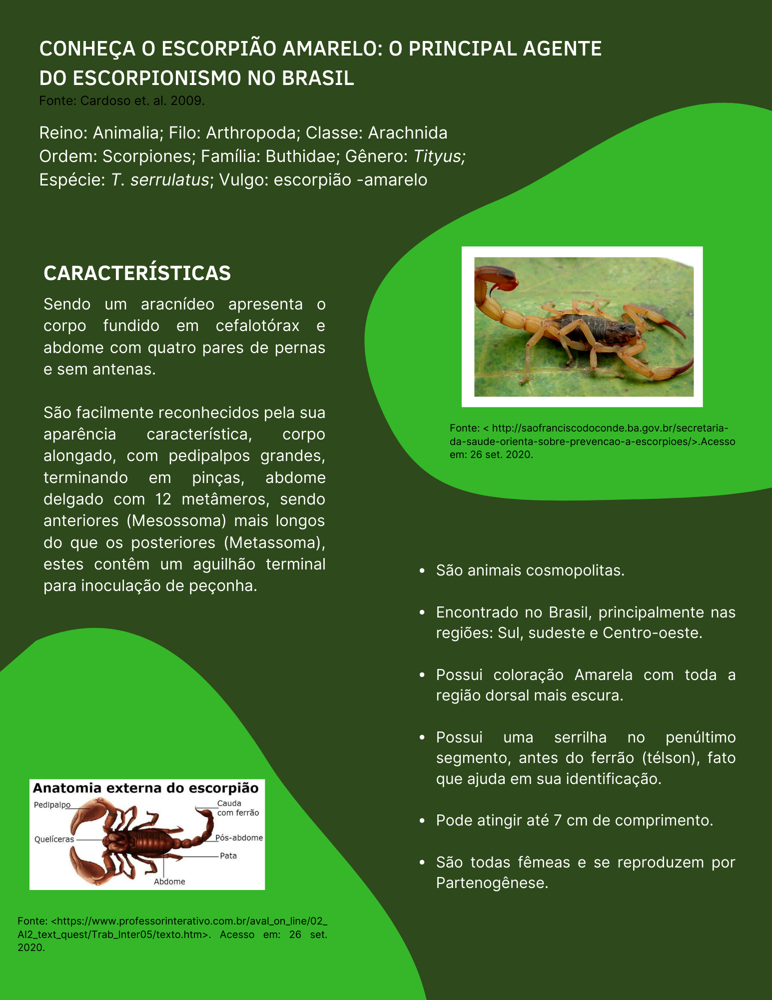 CONHEÇA O ESCORPIÃO AMARELO: O PRINCIPAL AGENTE
DO ESCORPIONISMO NO BRASIL
Fonte: Cardoso et. al. 2009.
Reino: Animalia; Filo: Arthropoda; Classe: Arachnida
Ordem: Scorpiones; Família: Buthidae; Gênero: Tityus;
Espécie: T. serrulatus; Vulgo: escorpião -amarelo
CARACTERÍSTICAS
Sendo um aracnídeo apresenta o
corpo fundido em cefalotórax e
abdome com quatro pares de pernas
e sem antenas.
São facilmente reconhecidos pela sua
aparência característica, corpo
alongado, com pedipalpos grandes,
terminando em pinças, abdome
delgado com 12 metâmeros, sendo
anteriores (Mesossoma) mais longos
do que os posteriores (Metassoma),
estes contêm um aguilhão terminal
para inoculação de peçonha.
Fonte: < http://saofranciscodoconde.ba.gov.br/secretaria-
da-saude-orienta-sobre-prevencao-a-escorpioes/>.Acesso
em: 26 set. 2020.
• São animais cosmopolitas.
• Encontrado no Brasil, principalmente nas
regiões: Sul, sudeste e Centro-oeste.
• Possui coloração Amarela com toda a
região dorsal mais escura.
• Possui uma serrilha no penúltimo
segmento, antes do ferrão (télson), fato
que ajuda em sua identificação.
• Pode atingir até 7 cm de comprimento.
• São todas fêmeas e se reproduzem por
Partenogênese.
Anatomia externa do escorpião
Pedipalpo
Cauda
com ferrão
Quelíceras
Pós-abdome
Pata
Abdome
Fonte: <https://www.professorinterativo.com.br/aval_on_line/02_
AI2_text_quest/Trab_Inter05/texto.htm>. Acesso em: 26 set.
2020.